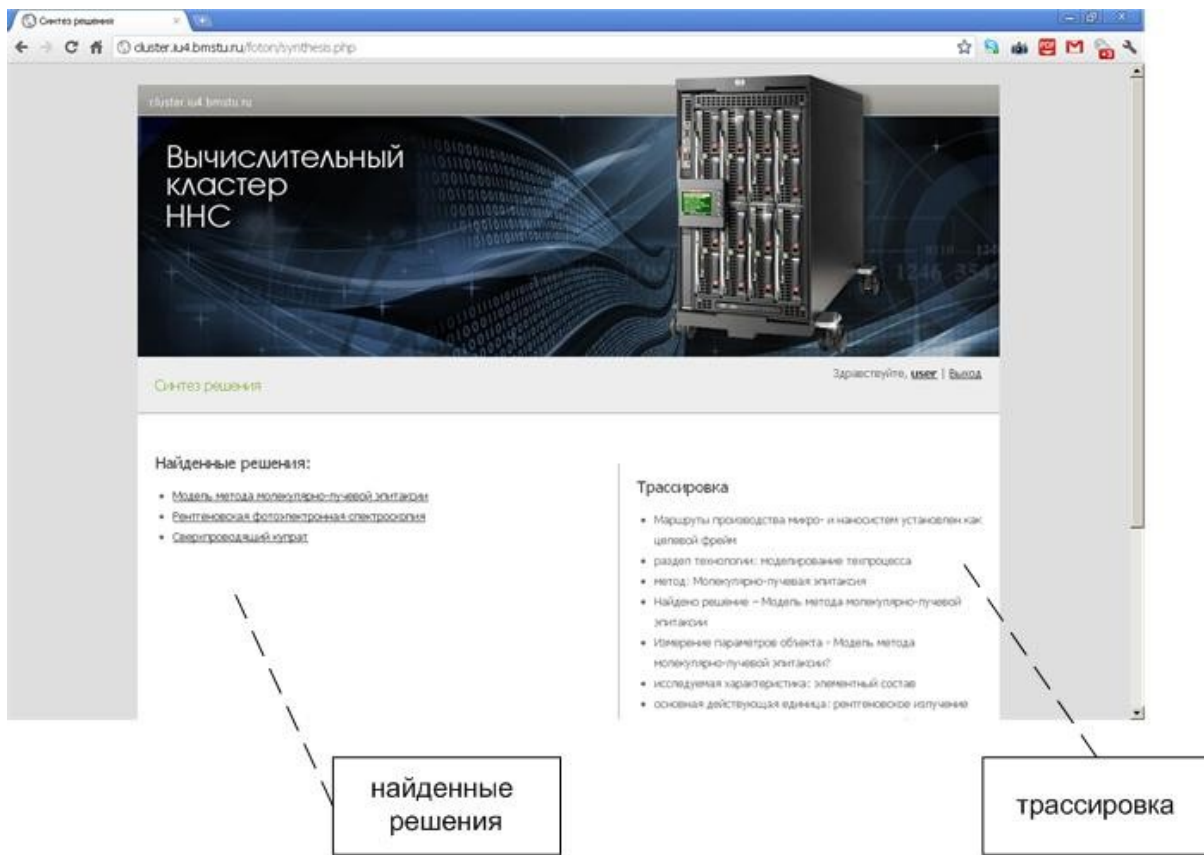 Синтез решения
cluster.iu4.bmstu.ru/foton/synthesis.php
cluster.iu4.bmstu.ru
Вычислительный
кластер
ННС
Здравствуйте, user | Выход
Синтез решения
Найденные решения:
Модель метода молекулярно-лучевой эпитаксии
Рентгеновская фотоэлектронная спектроскопия
Сверхпроводящий купрат
Трассировка
Маршруты производства микро- и наносистем установлен как
целевой фрейм
раздел технологии: моделирование техпроцесса
метод: Молекулярно-лучевая эпитаксия
Найдено решение – Модель метода молекулярно-лучевой
эпитаксии
Измерение параметров объекта - Модель метода
молекулярно-лучевой эпитаксии?
исследуемая характеристика: элементный состав
основная действующая единица: рентгеновское излучение
найденные
решения
трассировка